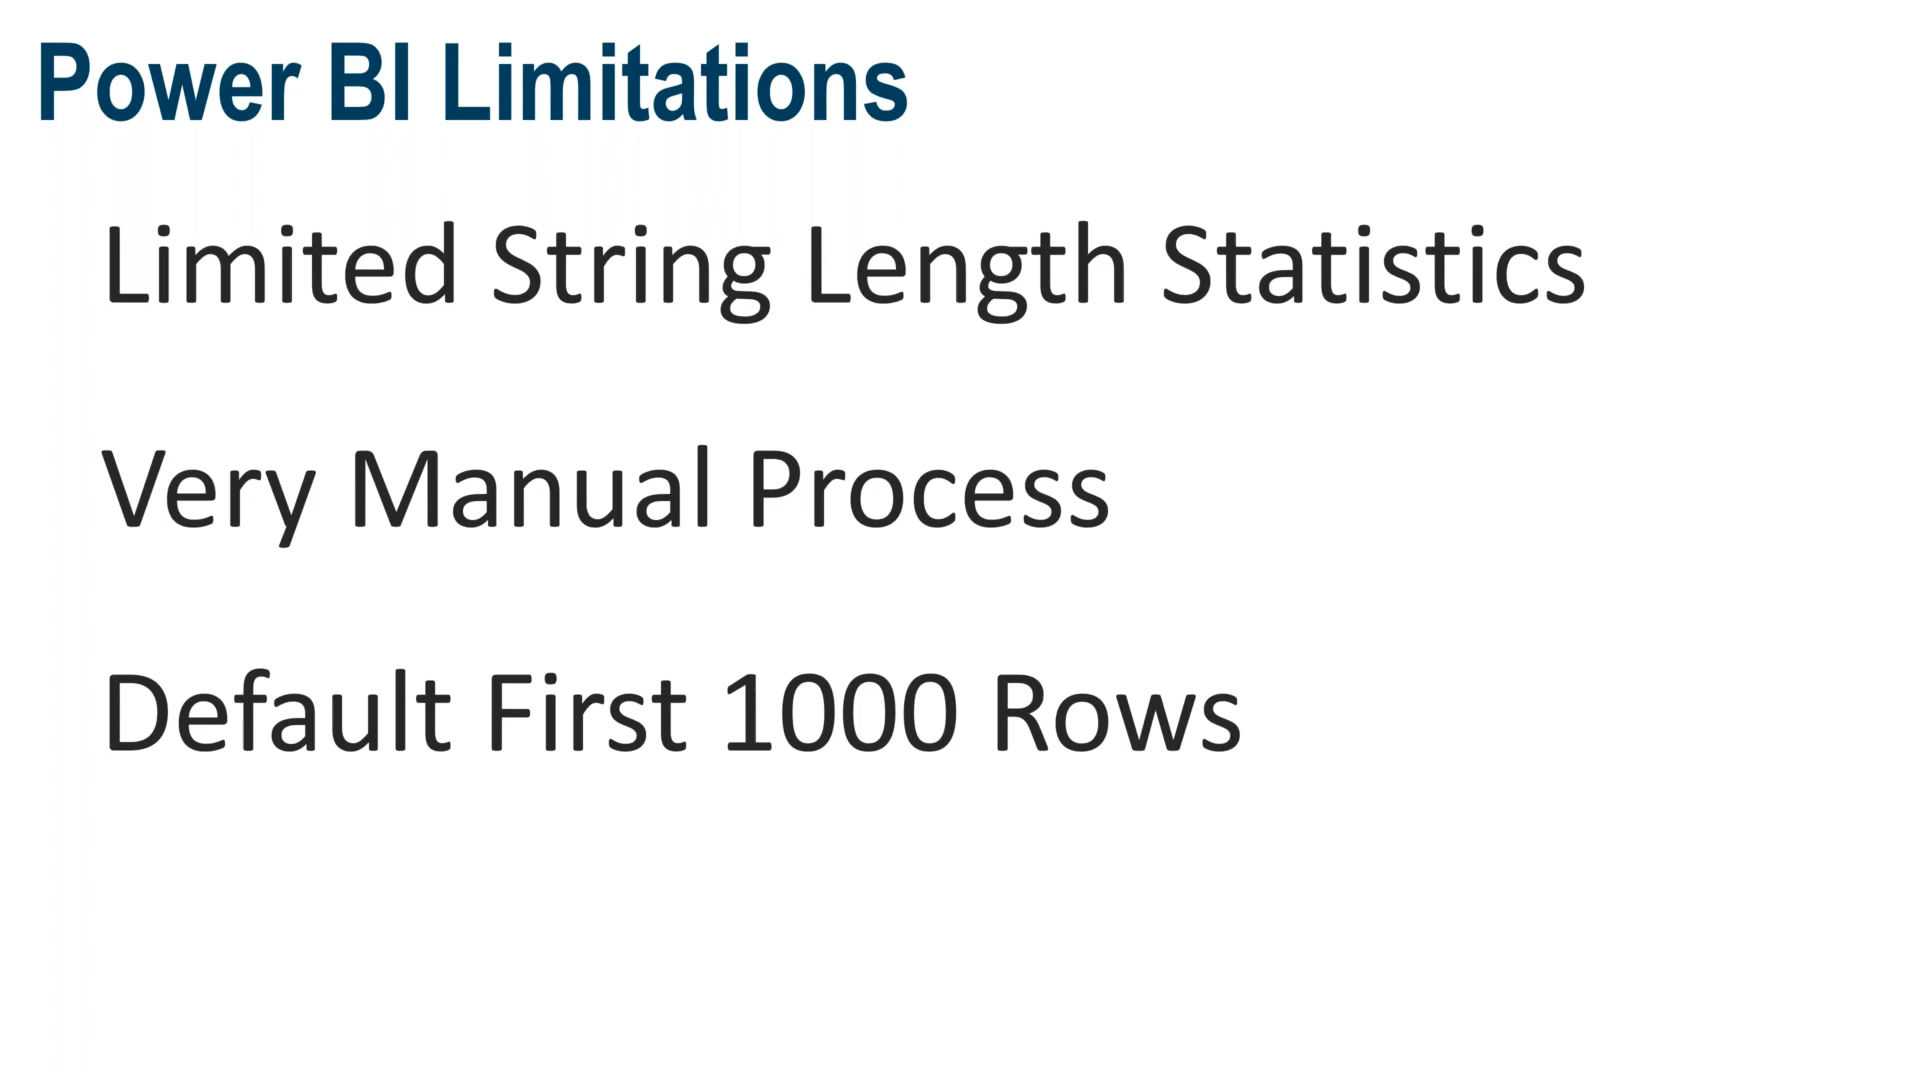 Power BI Limitations
Limited String Length Statistics
Very Manual Process
Default First 1000 Rows